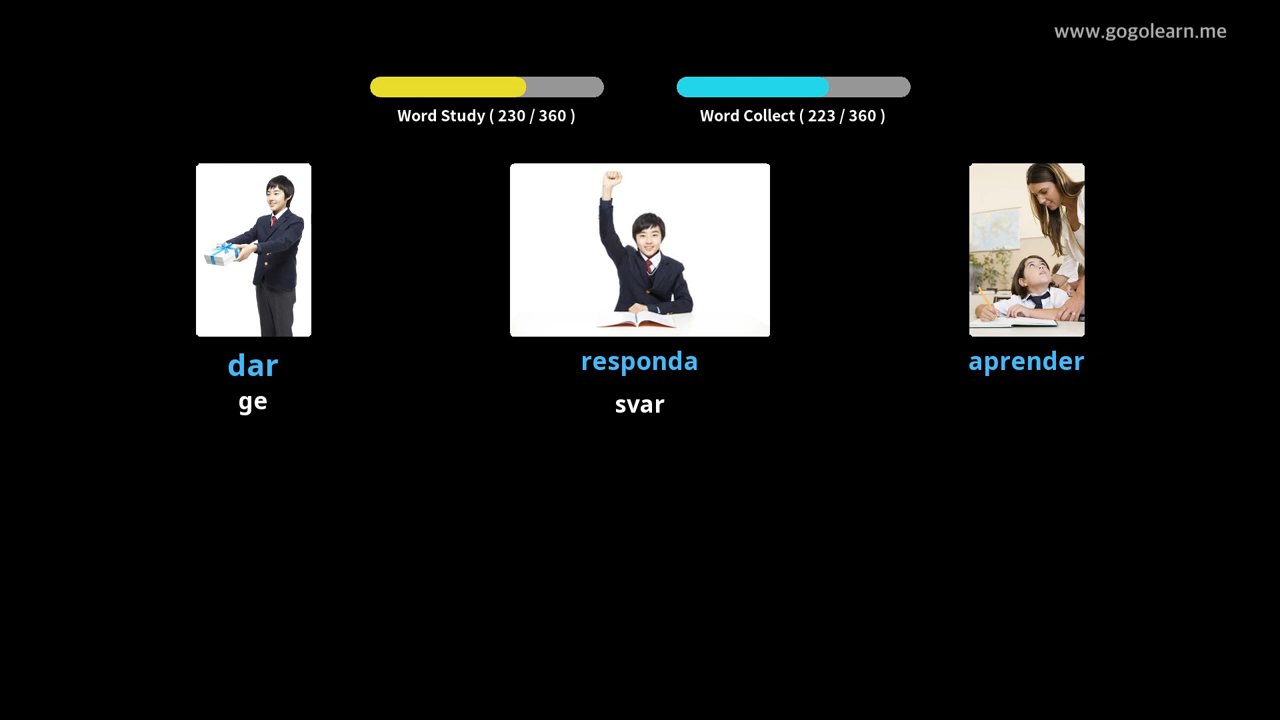 www.gogolearn.me
Word Study ( 230 / 360 )
Word Collect ( 223 / 360 )
dar
ge
responda
svar
aprender